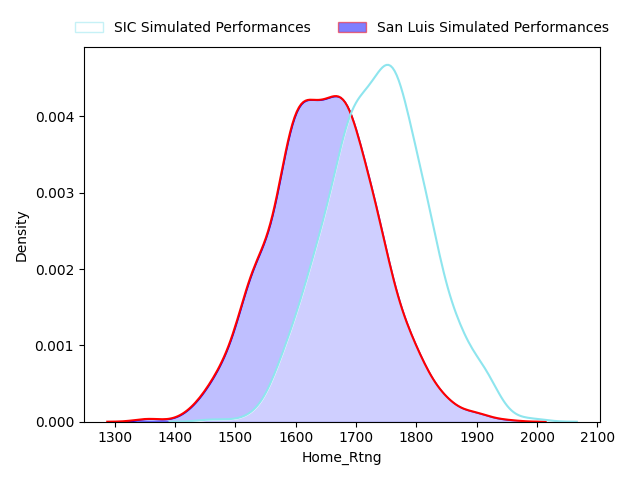 SIC Simulated Performances San Luis Simulated Performances
0.004
0.003
0.002
0.001
0.000
Density
1300 1400 1500 1600 1700 1800 1900 2000 2100
Home_Rtng